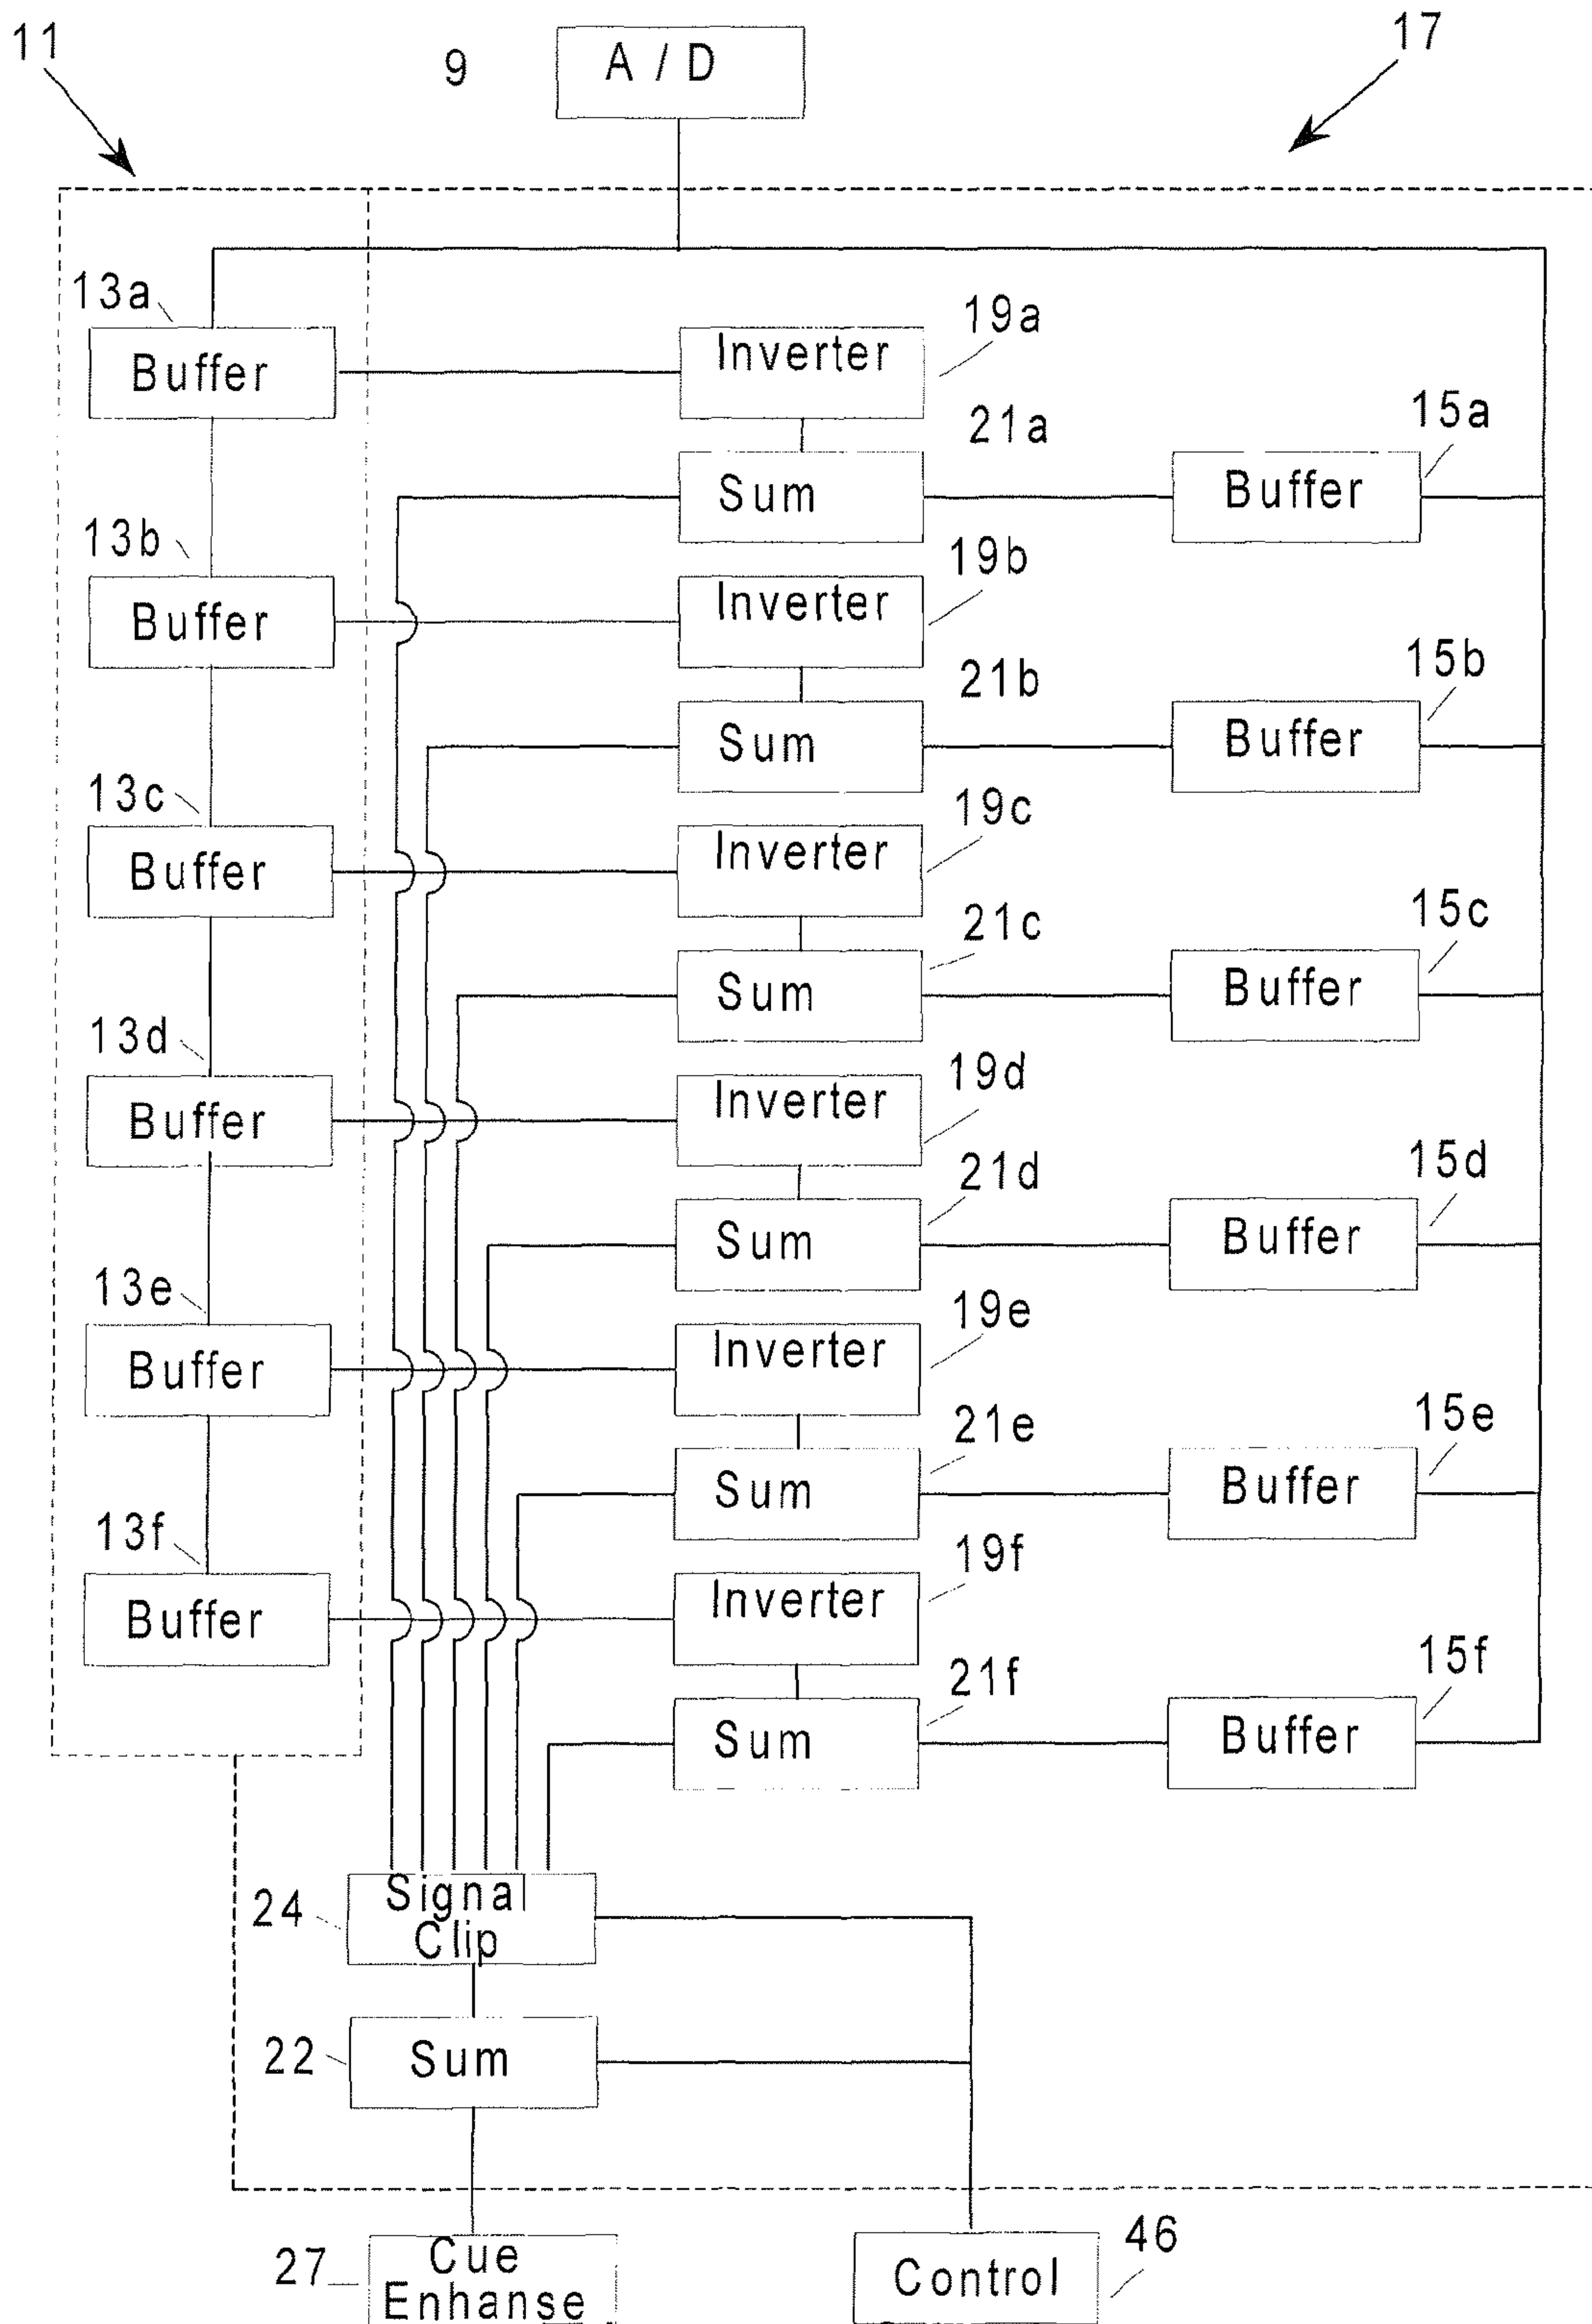 11
9
A / D
17
13a
Buffer
Inverter
19a
21a
15a
Sum
Buffer
13b
Buffer
Inverter
19b
21b
15b
Sum
Buffer
13c
Buffer
Inverter
19c
21c
15c
Sum
Buffer
13d
Buffer
Inverter
19d
21d
15d
Sum
Buffer
13e
Buffer
Inverter
19e
21e
15e
Sum
Buffer
13f
Buffer
Inverter
19f
21f
15f
Sum
Buffer
24
Signal
Clip
22
Sum
27
Cue
Enhanse
Control
46